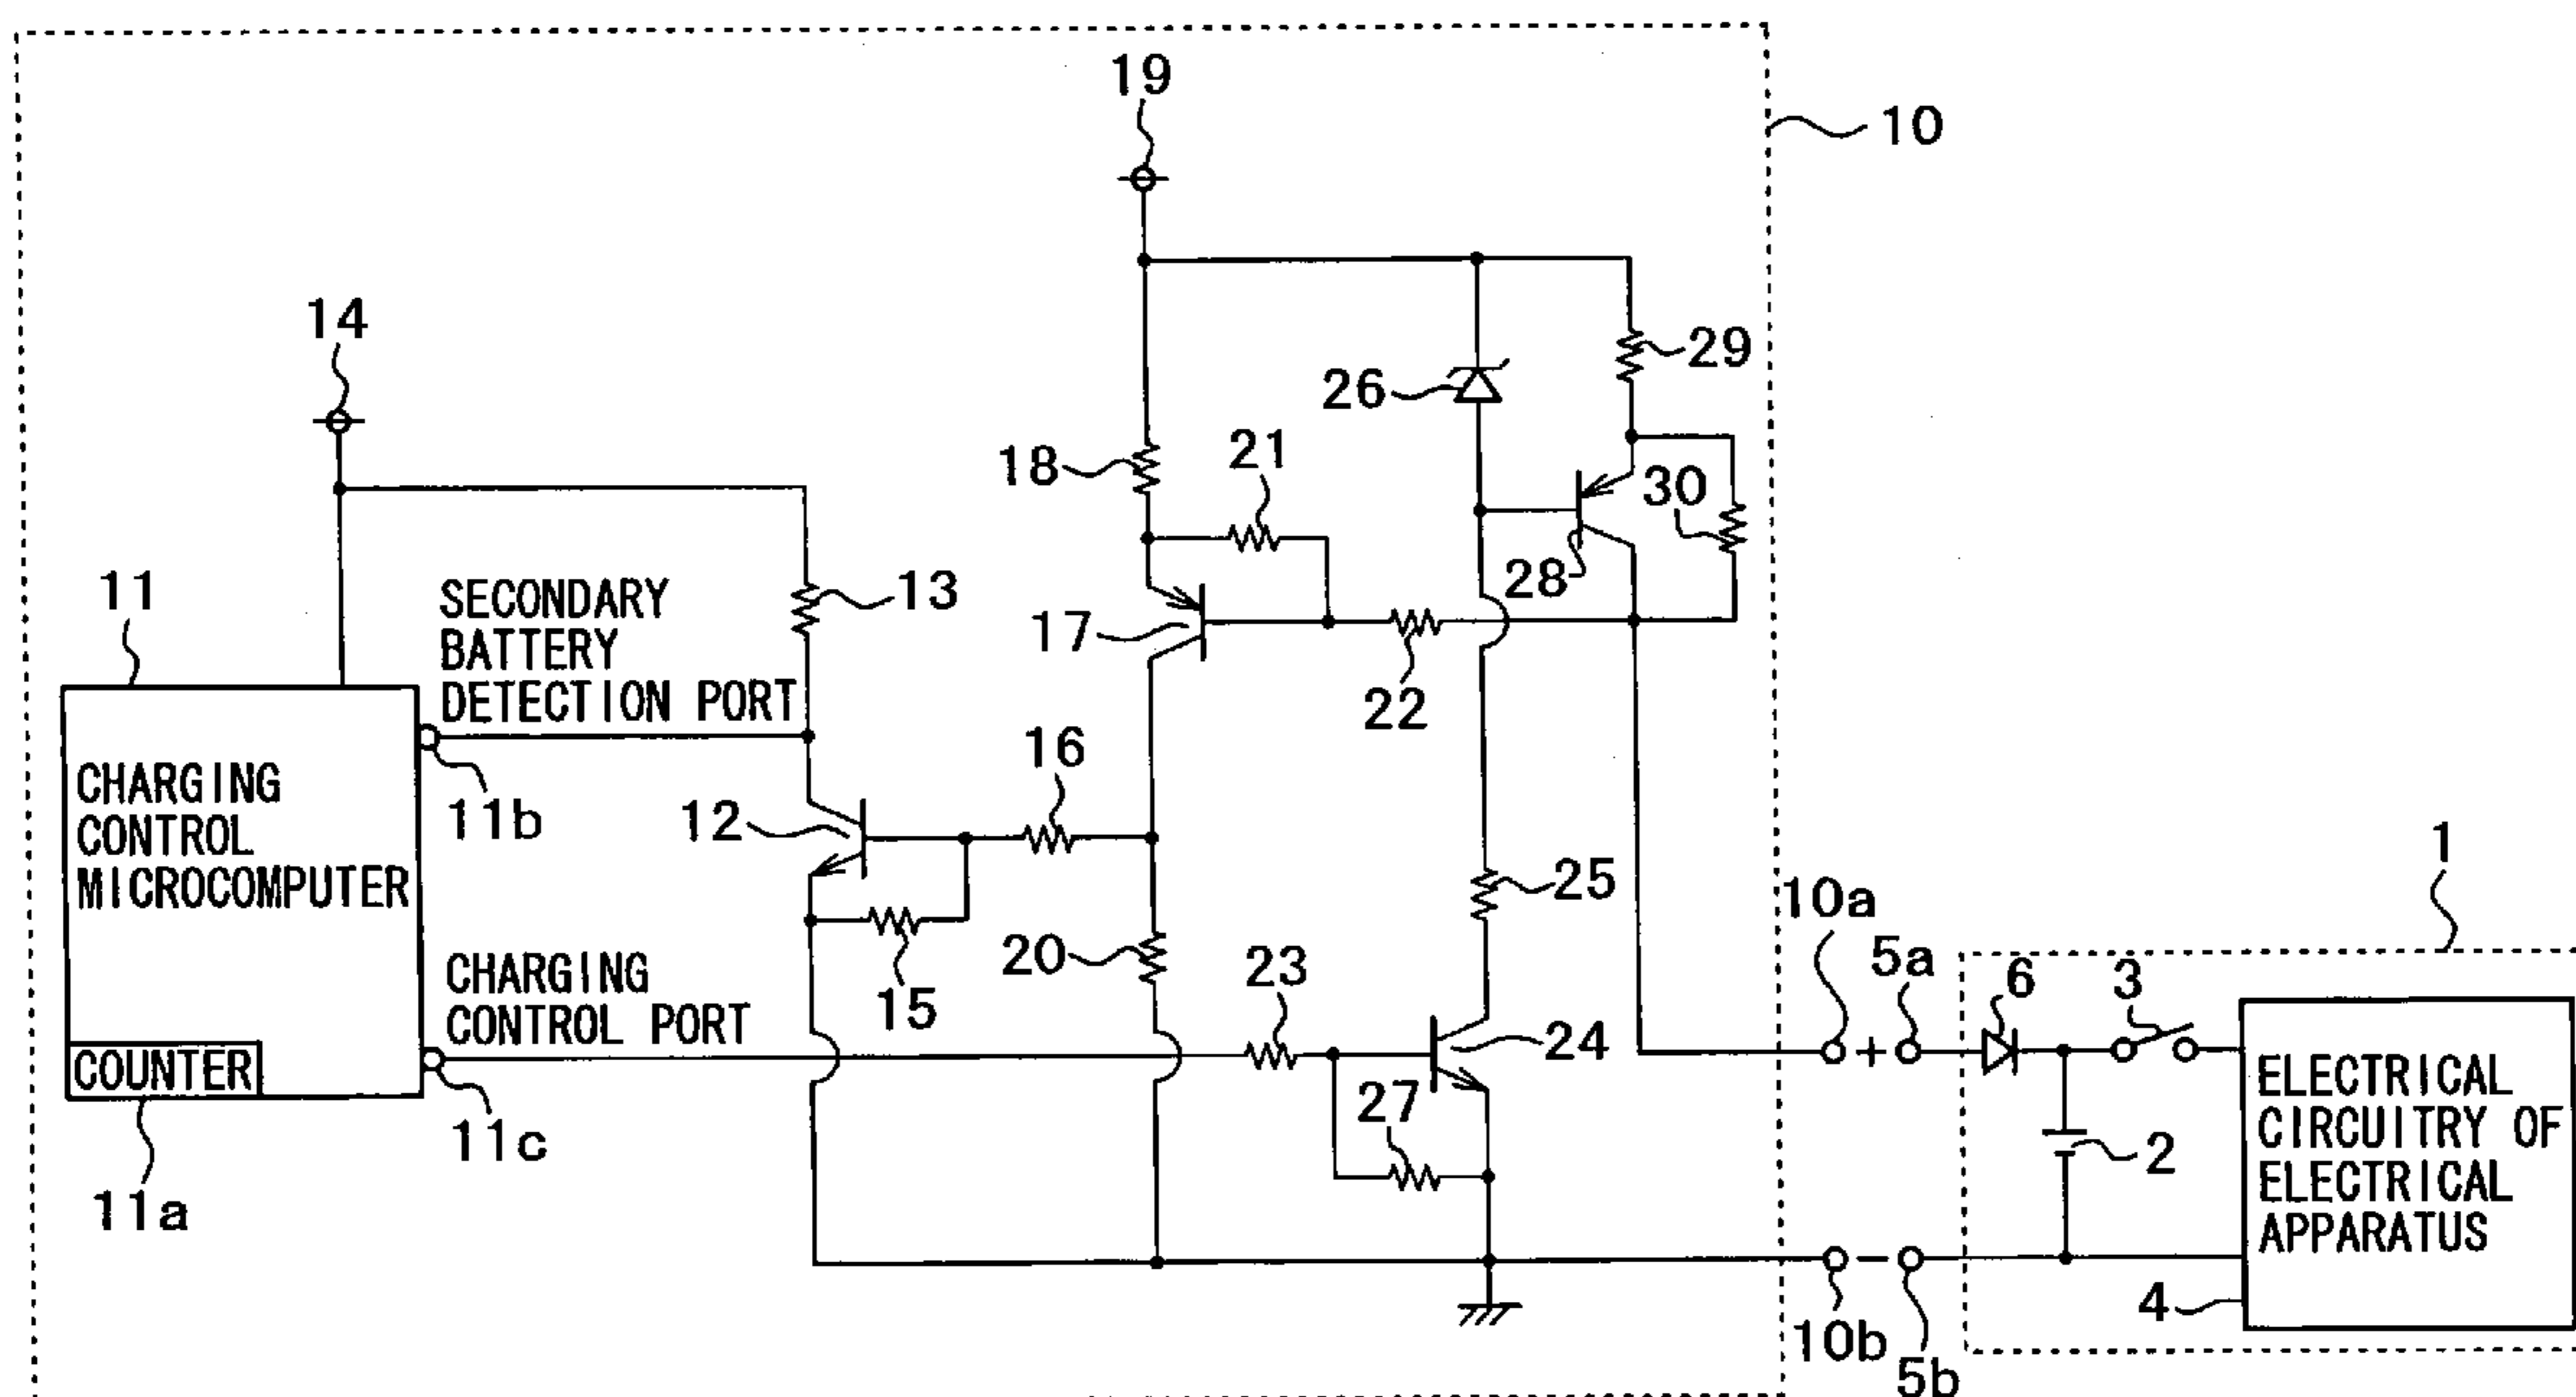 19
10
14
29
26
18
21
30
28
11
SECONDARY
BATTERY
DETECTION PORT
13
17
22
16
CHARGING
CONTROL
MICROCOMPUTER
11b
12
1
25
10a
5a
6
3
15
20
23
CHARGING
CONTROL PORT
24
COUNTER
+
ELECTRICAL
CIRCUITRY OF
ELECTRICAL
APPARATUS
27
11c
2
11a
−
4
10b
5b